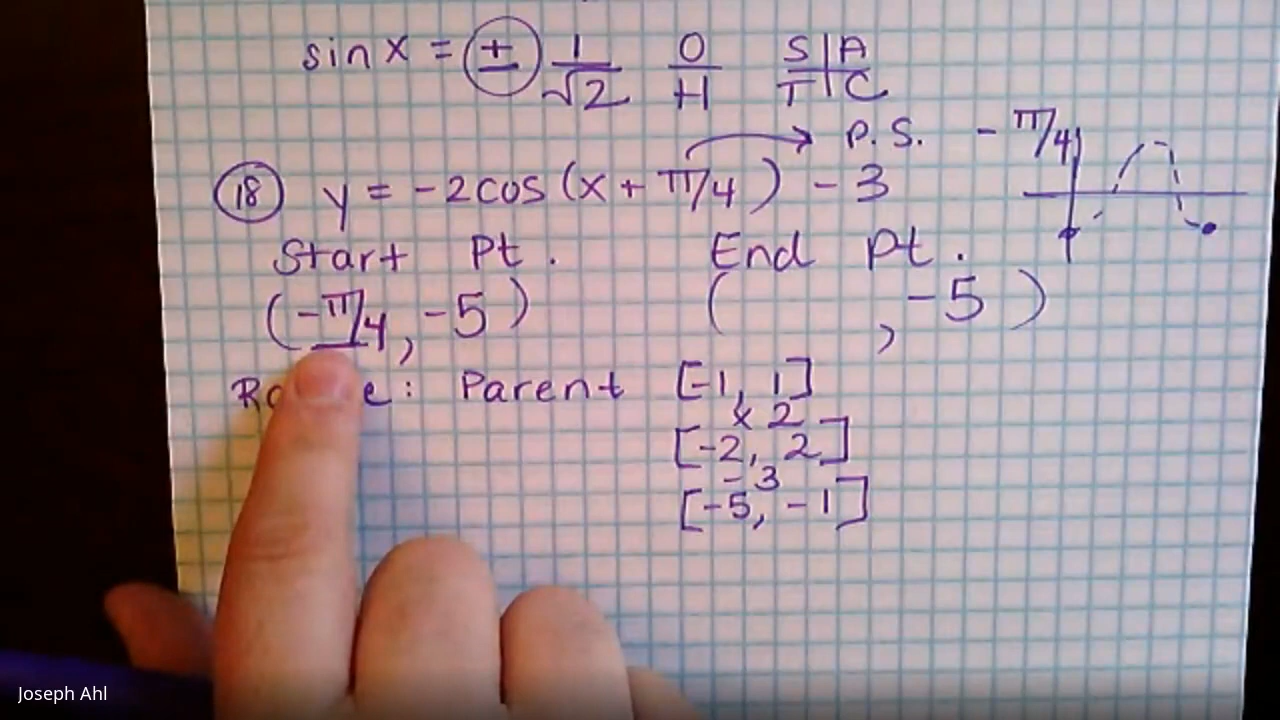 sin x = ± 1/√2 O/H S A T C
P.S. - π/4
(18) y = -2cos(x + π/4) - 3
Start Pt. End Pt.
(-π/4, -5) ( , -5)
e: Parent [-1, 1]
x 2
[-2, 2]
- 3
[-5, -1]
Joseph Ahl